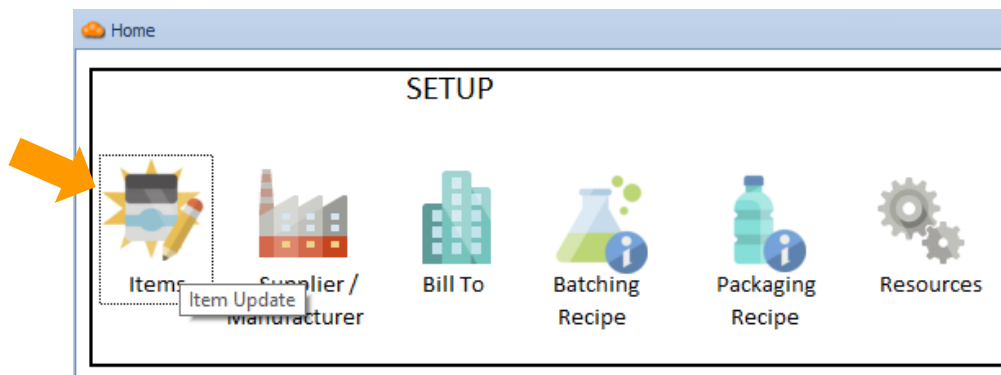 Home
SETUP
Items
Supplier /
Manufacturer
Item Update
Bill To
Batching
Recipe
Packaging
Recipe
Resources